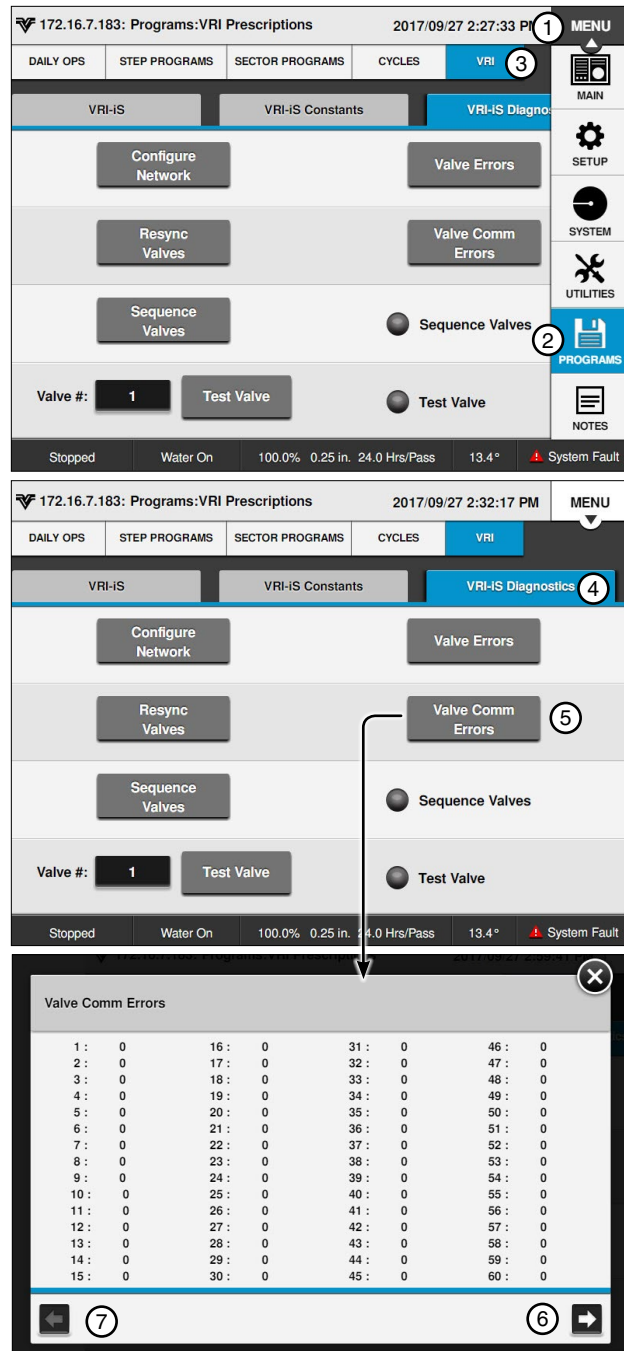 172.16.7.183: Programs:VRI Prescriptions 2017/09/27 2:27:33 PM 1 MENU
DAILY OPS STEP PROGRAMS SECTOR PROGRAMS CYCLES VRI 3
MAIN
VRI-iS VRI-iS Constants VRI-iS Diagnos
Configure Network
Valve Errors
SETUP
Resync Valves
Valve Comm Errors
SYSTEM
UTILITIES
Sequence Valves
Sequence Valves
2
PROGRAMS
Valve #: 1 Test Valve
Test Valve
NOTES
Stopped Water On 100.0% 0.25 in. 24.0 Hrs/Pass 13.4° System Fault
172.16.7.183: Programs:VRI Prescriptions 2017/09/27 2:32:17 PM MENU
DAILY OPS STEP PROGRAMS SECTOR PROGRAMS CYCLES VRI
VRI-iS VRI-iS Constants VRI-iS Diagnostics 4
Configure Network
Valve Errors
Resync Valves
Valve Comm Errors
5
Sequence Valves
Sequence Valves
Valve #: 1 Test Valve
Test Valve
Stopped Water On 100.0% 0.25 in. 4.0 Hrs/Pass 13.4° System Fault
Valve Comm Errors
1 : 0 16 : 0 31 : 0 46 : 0
2 : 0 17 : 0 32 : 0 47 : 0
3 : 0 18 : 0 33 : 0 48 : 0
4 : 0 19 : 0 34 : 0 49 : 0
5 : 0 20 : 0 35 : 0 50 : 0
6 : 0 21 : 0 36 : 0 51 : 0
7 : 0 22 : 0 37 : 0 52 : 0
8 : 0 23 : 0 38 : 0 53 : 0
9 : 0 24 : 0 39 : 0 54 : 0
10 : 0 25 : 0 40 : 0 55 : 0
11 : 0 26 : 0 41 : 0 56 : 0
12 : 0 27 : 0 42 : 0 57 : 0
13 : 0 28 : 0 43 : 0 58 : 0
14 : 0 29 : 0 44 : 0 59 : 0
15 : 0 30 : 0 45 : 0 60 : 0
7 6